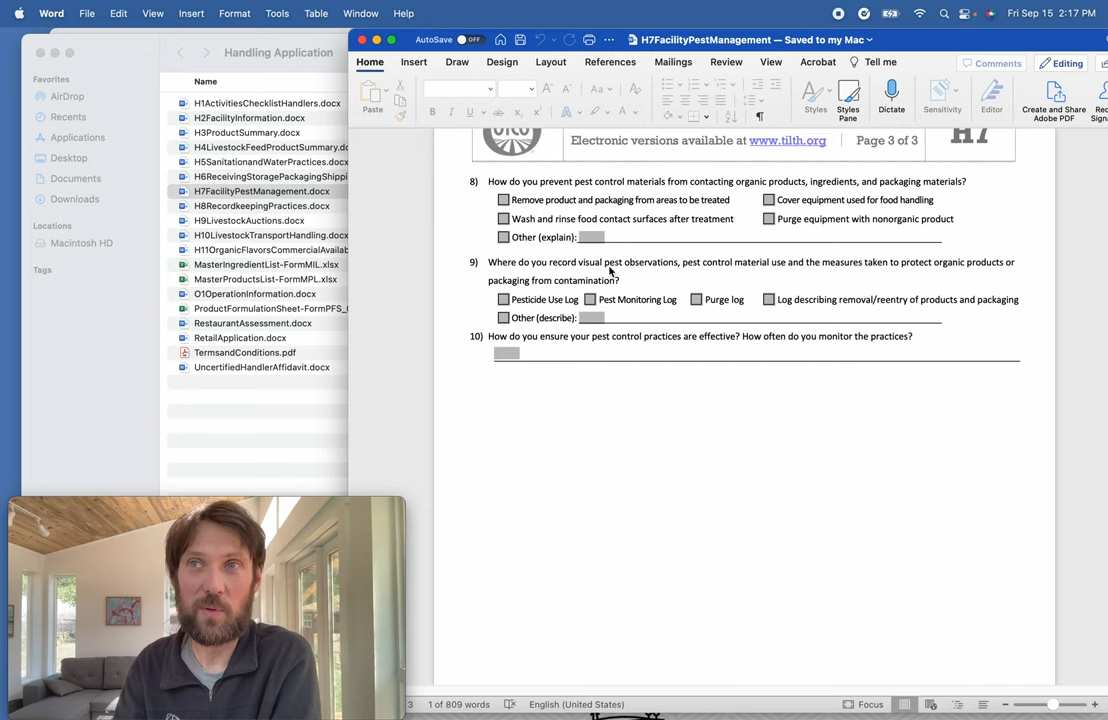 Word File Edit View Insert Format Tools Table Window Help Fri Sep 15 2:17 PM
AutoSave OFF H7FacilityPestManagement — Saved to my Mac
Handling Application
Home Insert Draw Design Layout References Mailings Review View Acrobat Tell me Comments Editing
Favorites
AirDrop
Recents
Applications
Desktop
Documents
Downloads
Locations
Macintosh HD
Tags
Name
H1ActivitiesChecklistHandlers.docx
H2FacilityInformation.docx
H3ProductSummary.docx
H4LivestockFeedProductSummary.do
H5SanitationandWaterPractices.docx
H6ReceivingStoragePackagingShippi
H7FacilityPestManagement.docx
H8RecordkeepingPractices.docx
H9LivestockAuctions.docx
H10LivestockTransportHandling.docx
H11OrganicFlavorsCommercialAvailab
MasterIngredientList-FormMIL.xlsx
MasterProductsList-FormMPL.xlsx
O1OperationInformation.docx
ProductFormulationSheet-FormPFS_
RestaurantAssessment.docx
RetailApplication.docx
TermsandConditions.pdf
UncertifiedHandlerAffidavit.docx
Paste
B I U ab x x A A
Aa
Styles
Styles Pane
Dictate
Sensitivity
Editor
Create and Share Adobe PDF
Electronic versions available at www.tilth.org Page 3 of 3 H7
8) How do you prevent pest control materials from contacting organic products, ingredients, and packaging materials?
Remove product and packaging from areas to be treated Cover equipment used for food handling
Wash and rinse food contact surfaces after treatment Purge equipment with nonorganic product
Other (explain):
9) Where do you record visual pest observations, pest control material use and the measures taken to protect organic products or
packaging from contamination?
Pesticide Use Log Pest Monitoring Log Purge log Log describing removal/reentry of products and packaging
Other (describe):
10) How do you ensure your pest control practices are effective? How often do you monitor the practices?
3 1 of 809 words English (United States) Focus